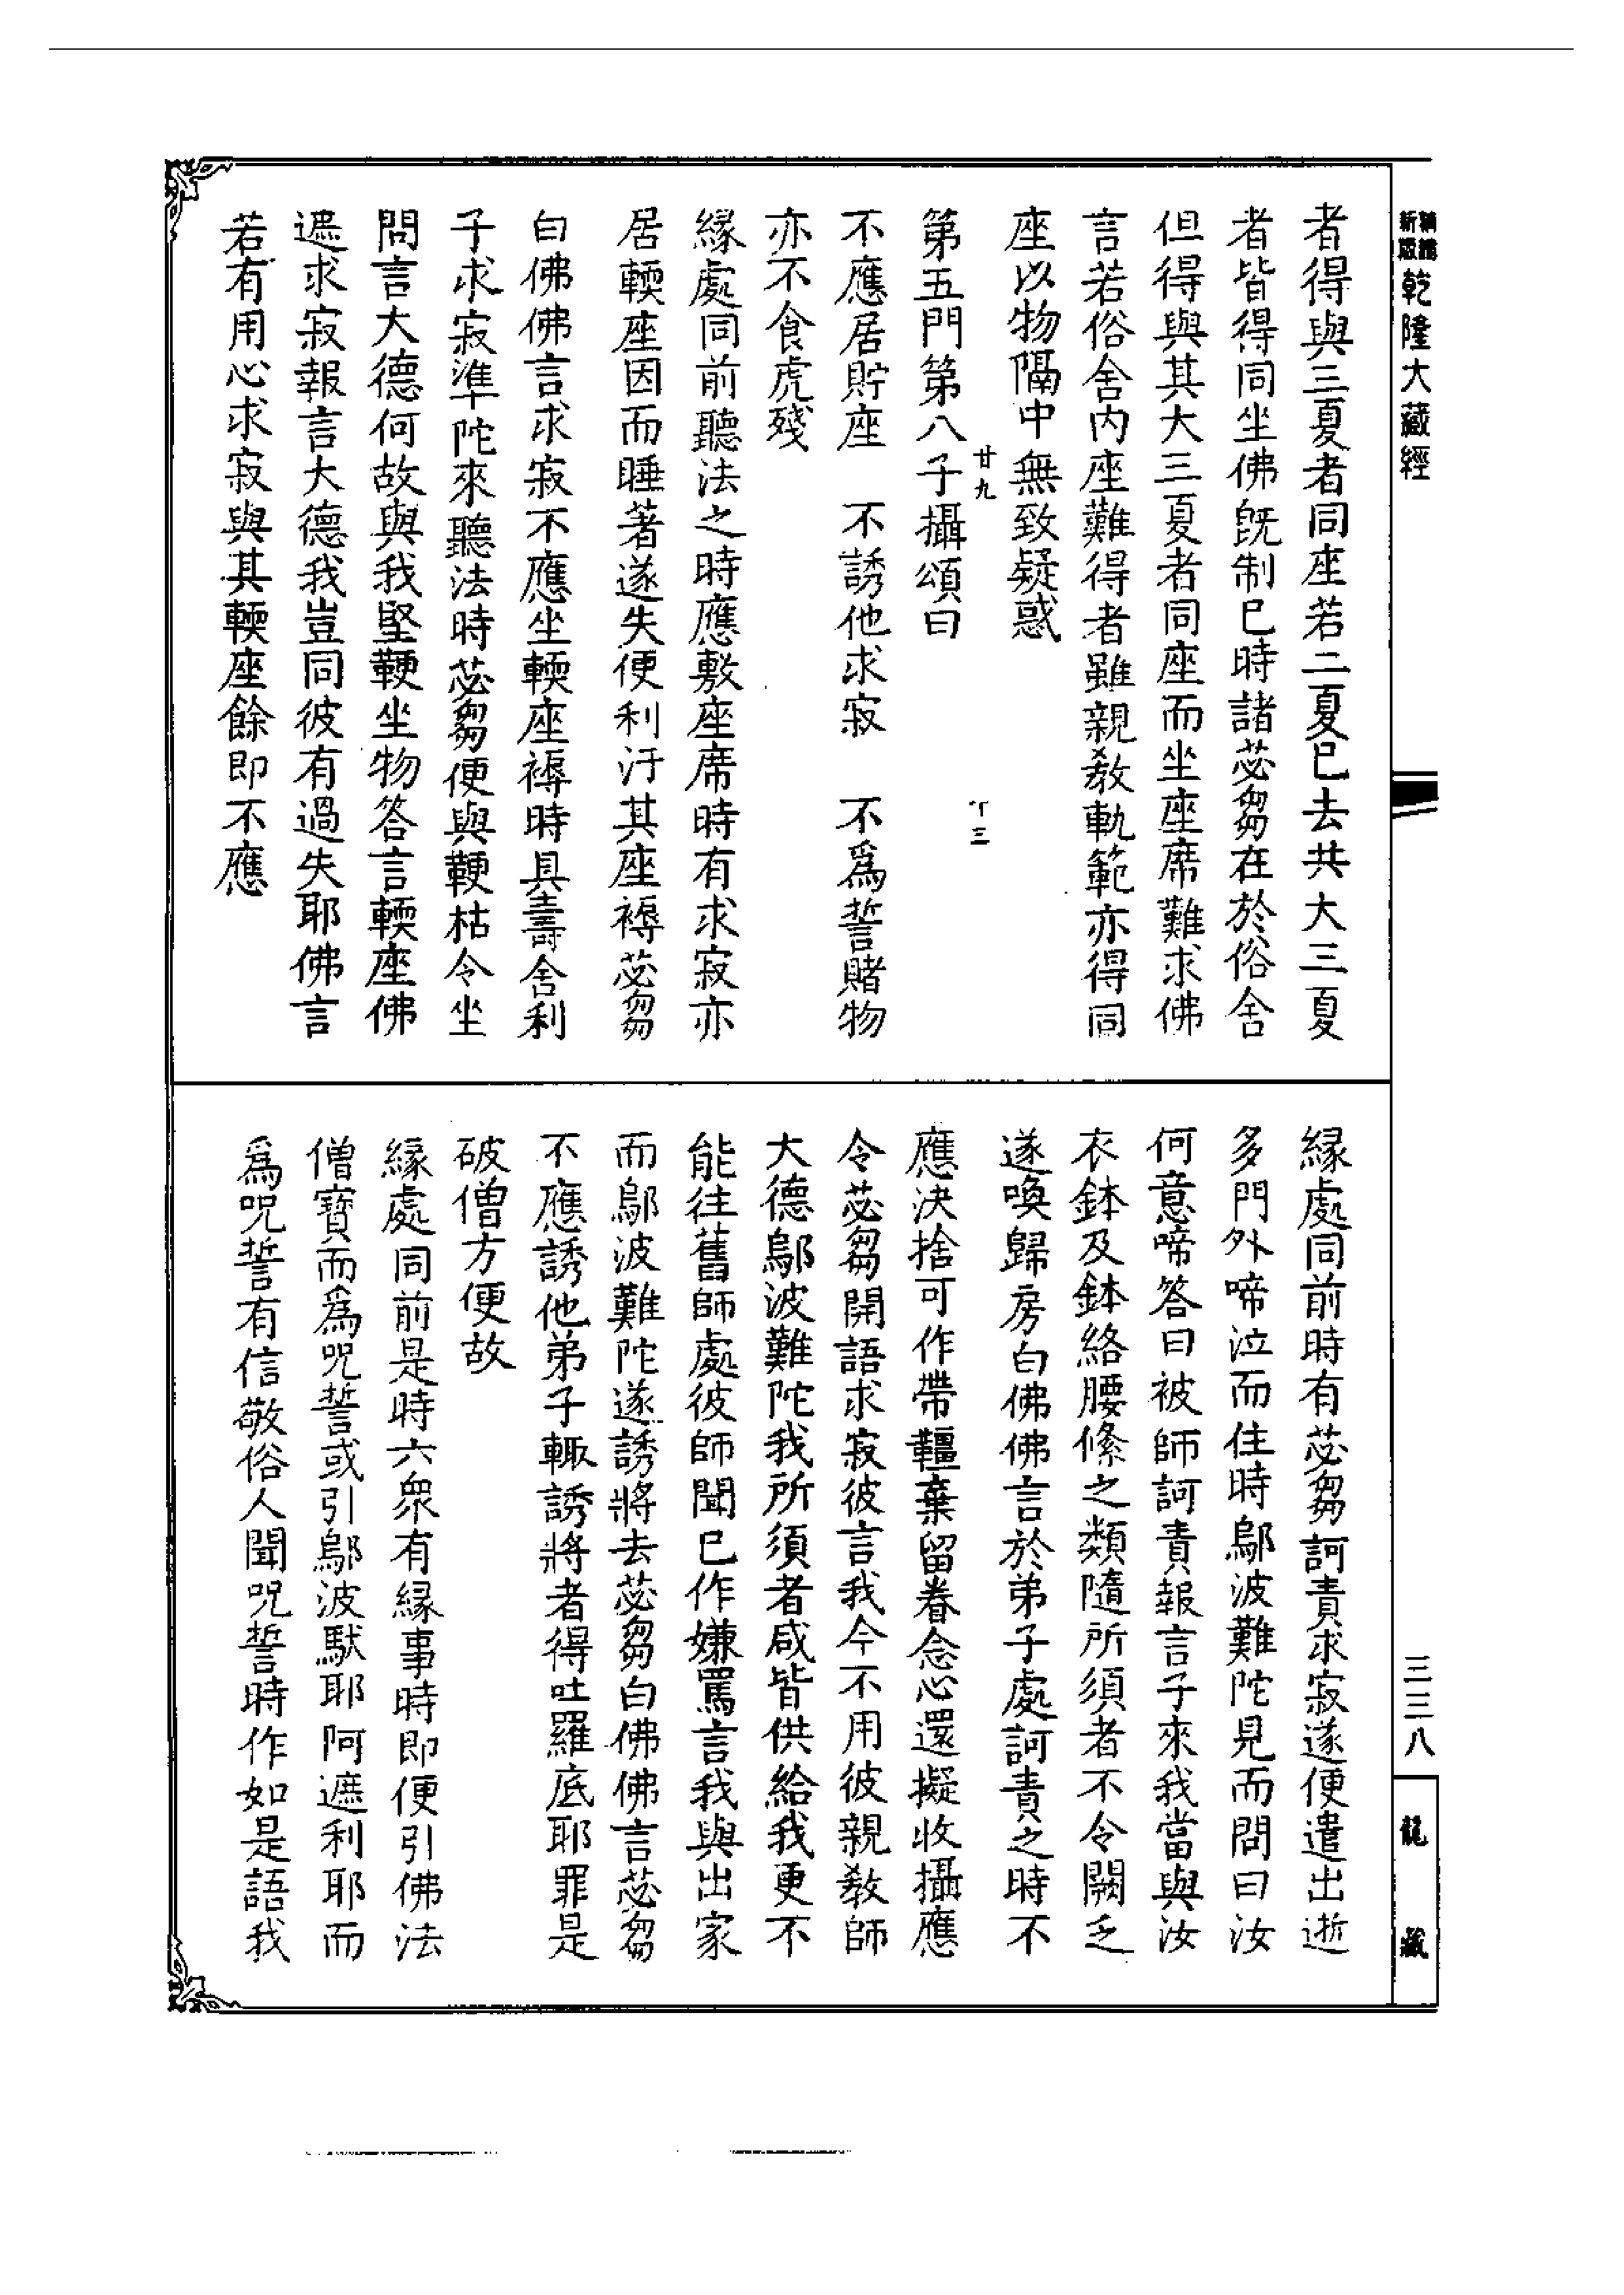 新版
乾隆大藏經
者得與三夏者同座若二夏已去共大三夏
者皆得同坐佛旣制已時諸苾芻在於俗舍
但得與其大三夏者同座而坐座席難求佛
言若俗舍內座難得者雖親教軌範亦得同
座以物隔中無致疑惑
廿九
第五門第八子攝頌曰
不應居貯座　不誘他求寂　不爲誓賭物
亦不食虎殘
緣處同前聽法之時應敷座席時有求寂亦
居輭座因而睡著遂失便利汙其座褥苾芻
白佛佛言求寂不應坐輭座褥時具壽舍利
子求寂準陀來聽法時苾芻便與鞕枯令坐
問言大德何故與我堅鞕坐物答言輭座佛
遮求寂報言大德我豈同彼有過失耶佛言
若有用心求寂與其輭座餘即不應
緣處同前時有苾芻訶責求寂遂便遣出逝
多門外啼泣而住時鄔波難陀見而問曰汝
何意啼答曰被師訶責報言子來我當與汝
衣鉢及鉢絡腰絛之類隨所須者不令闕乏
遂喚歸房白佛佛言於弟子處訶責之時不
應決捨可作帶韁棄留眷念心還擬收攝應
令苾芻開語求寂彼言我今不用彼親教師
大德鄔波難陀我所須者咸皆供給我更不
能往舊師處彼師聞已作嫌罵言我與出家
而鄔波難陀遂誘將去苾芻白佛佛言苾芻
不應誘他弟子輒誘將者得吐羅底耶罪是
破僧方便故
緣處同前是時六衆有緣事時即便引佛法
僧寶而爲呪誓或引鄔波馱耶阿遮利耶而
爲呪誓有信敬俗人聞呪誓時作如是語我
三三八
龍藏